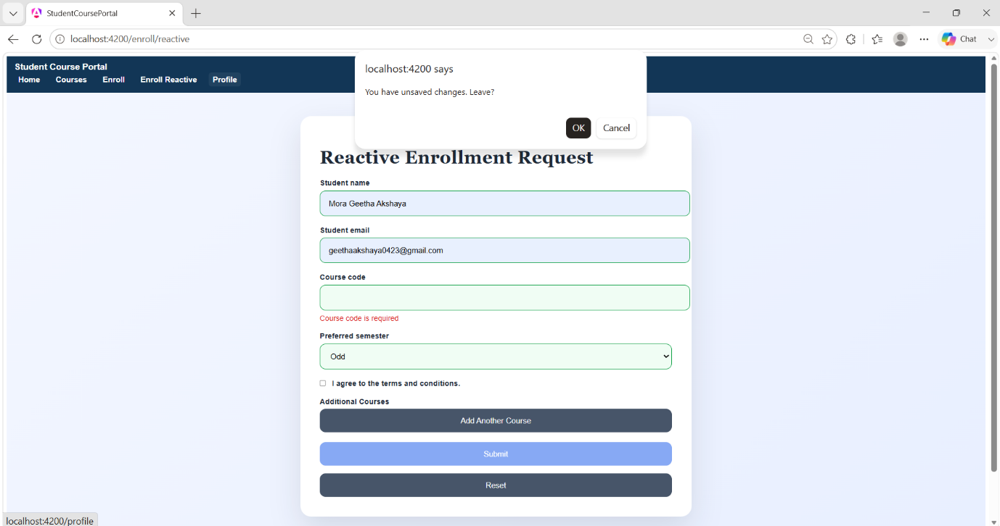 StudentCoursePortal
localhost:4200/enroll/reactive
Chat
Student Course Portal
Home Courses Enroll Enroll Reactive Profile
localhost:4200 says
You have unsaved changes. Leave?
OK Cancel
Reactive Enrollment Request
Student name
Mora Geetha Akshaya
Student email
geethaakshaya0423@gmail.com
Course code
Course code is required
Preferred semester
Odd
I agree to the terms and conditions.
Additional Courses
Add Another Course
Submit
Reset
localhost:4200/profile